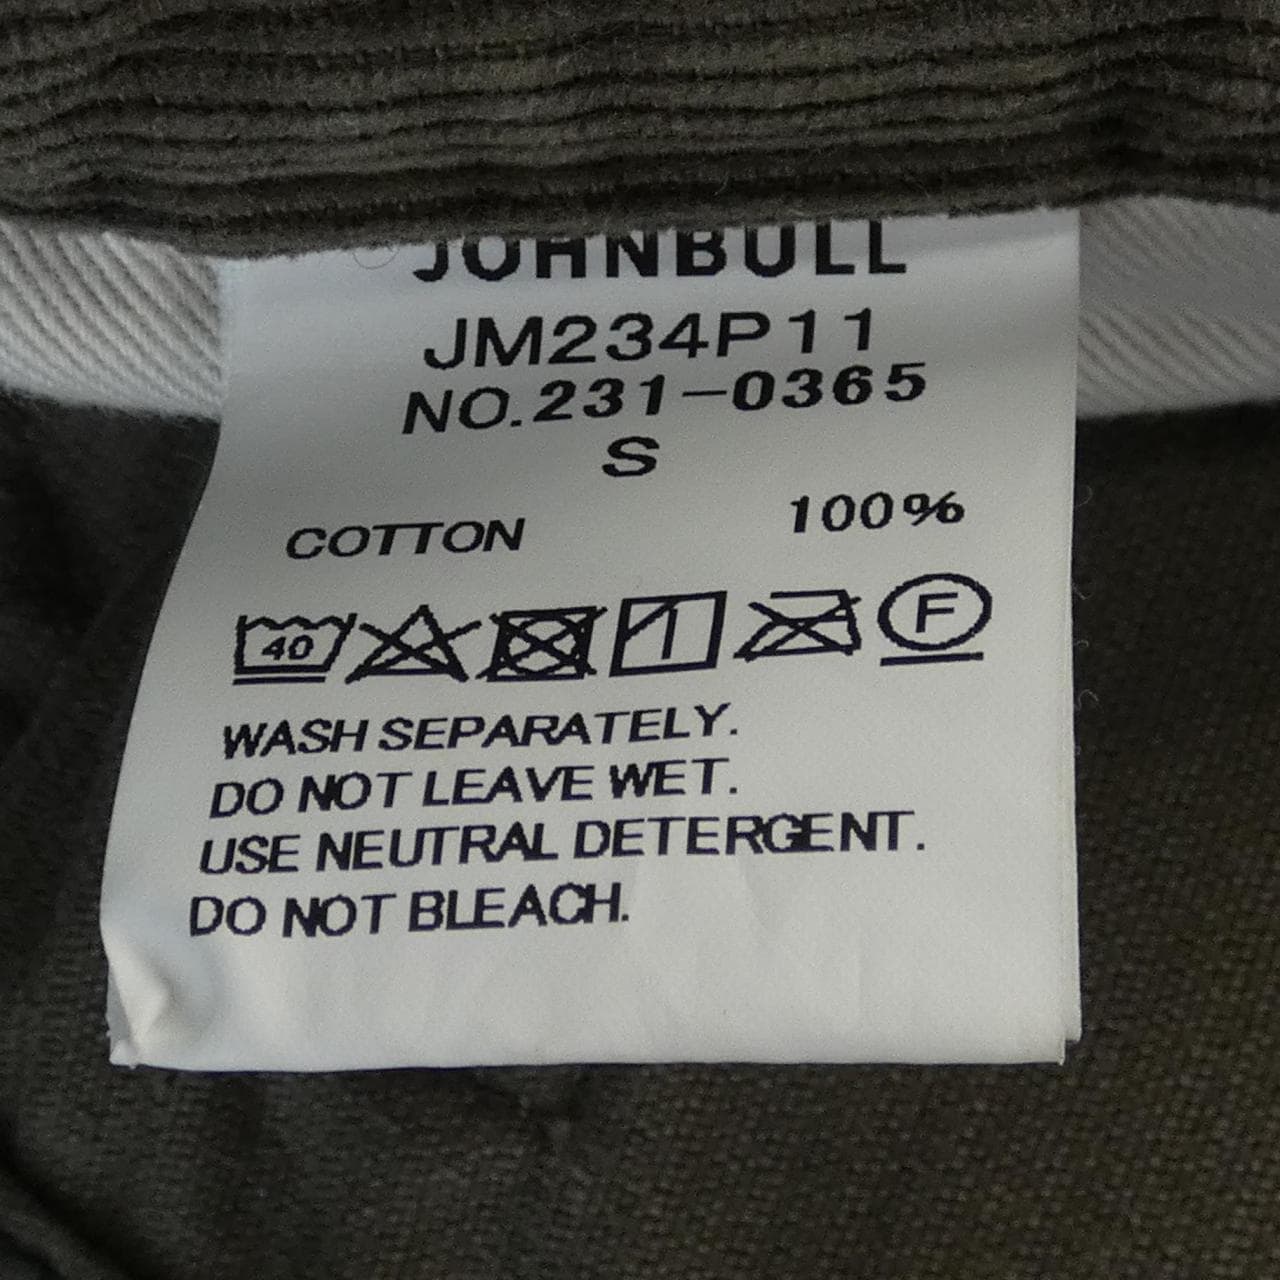 JOHNBULL
JM234P11
NO.231-0365
S
COTTON 100%
40 F
WASH SEPARATELY.
DO NOT LEAVE WET.
USE NEUTRAL DETERGENT.
DO NOT BLEACH.